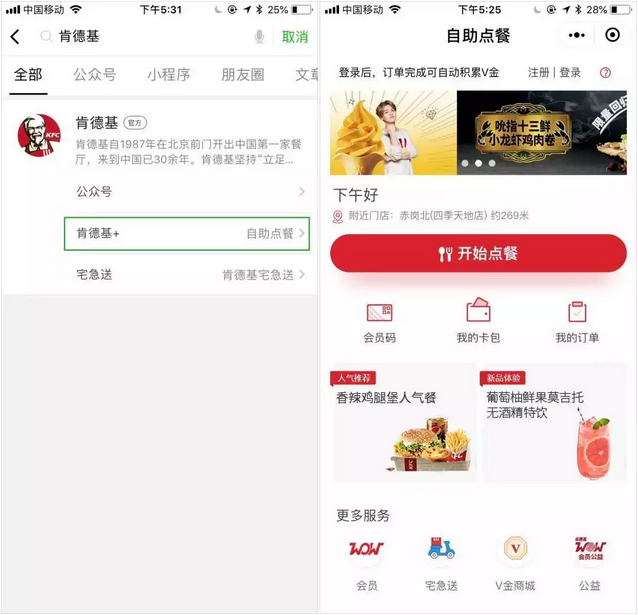 中国移动
下午5:31
25%
肯德基
取消
全部
公众号
小程序
朋友圈
文章
肯德基
官方
肯德基自1987年在北京前门开出中国第一家餐
厅，来到中国已30余年。肯德基坚持“立足...
KFC
公众号
肯德基+
自助点餐
宅急送
肯德基宅急送
中国移动
下午5:25
28%
自助点餐
登录后，订单完成可自动积累V金
注册 | 登录
吮指十三鲜
小龙虾鸡肉卷
限量回归
下午好
附近门店：赤岗北(四季天地店) 约269米
开始点餐
会员码
我的卡包
我的订单
人气推荐
香辣鸡腿堡人气餐
新品体验
葡萄柚鲜果莫吉托
无酒精特饮
更多服务
WOW
会员
宅急送
V
V金商城
WOW
会员公益
公益